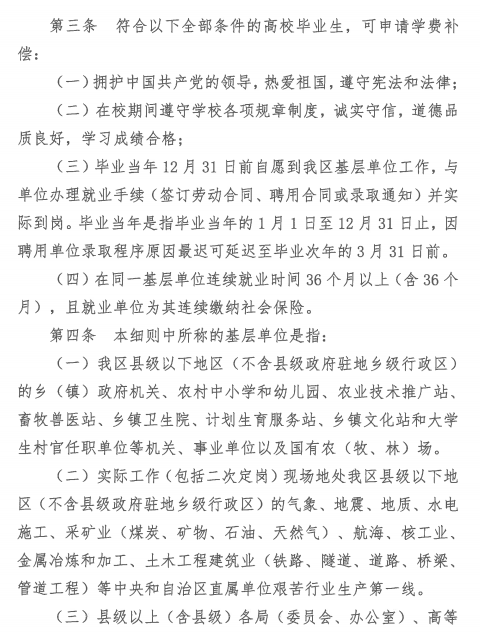 第三条　符合以下全部条件的高校毕业生，可申请学费补
偿：
（一）拥护中国共产党的领导，热爱祖国，遵守宪法和法律；
（二）在校期间遵守学校各项规章制度，诚实守信，道德品
质良好，学习成绩合格；
（三）毕业当年 12 月 31 日前自愿到我区基层单位工作，与
单位办理就业手续（签订劳动合同、聘用合同或录取通知）并实
际到岗。毕业当年是指毕业当年的 1 月 1 日至 12 月 31 日止，因
聘用单位录取程序原因最迟可延迟至毕业次年的 3 月 31 日前。
（四）在同一基层单位连续就业时间 36 个月以上（含 36 个
月），且就业单位为其连续缴纳社会保险。
第四条　本细则中所称的基层单位是指：
（一）我区县级以下地区（不含县级政府驻地乡级行政区）
的乡（镇）政府机关、农村中小学和幼儿园、农业技术推广站、
畜牧兽医站、乡镇卫生院、计划生育服务站、乡镇文化站和大学
生村官任职单位等机关、事业单位以及国有农（牧、林）场。
（二）实际工作（包括二次定岗）现场地处我区县级以下地
区（不含县级政府驻地乡级行政区）的气象、地震、地质、水电
施工、采矿业（煤炭、矿物、石油、天然气）、航海、核工业、
金属冶炼和加工、土木工程建筑业（铁路、隧道、道路、桥梁、
管道工程）等中央和自治区直属单位艰苦行业生产第一线。
（三）县级以上（含县级）各局（委员会、办公室）、高等